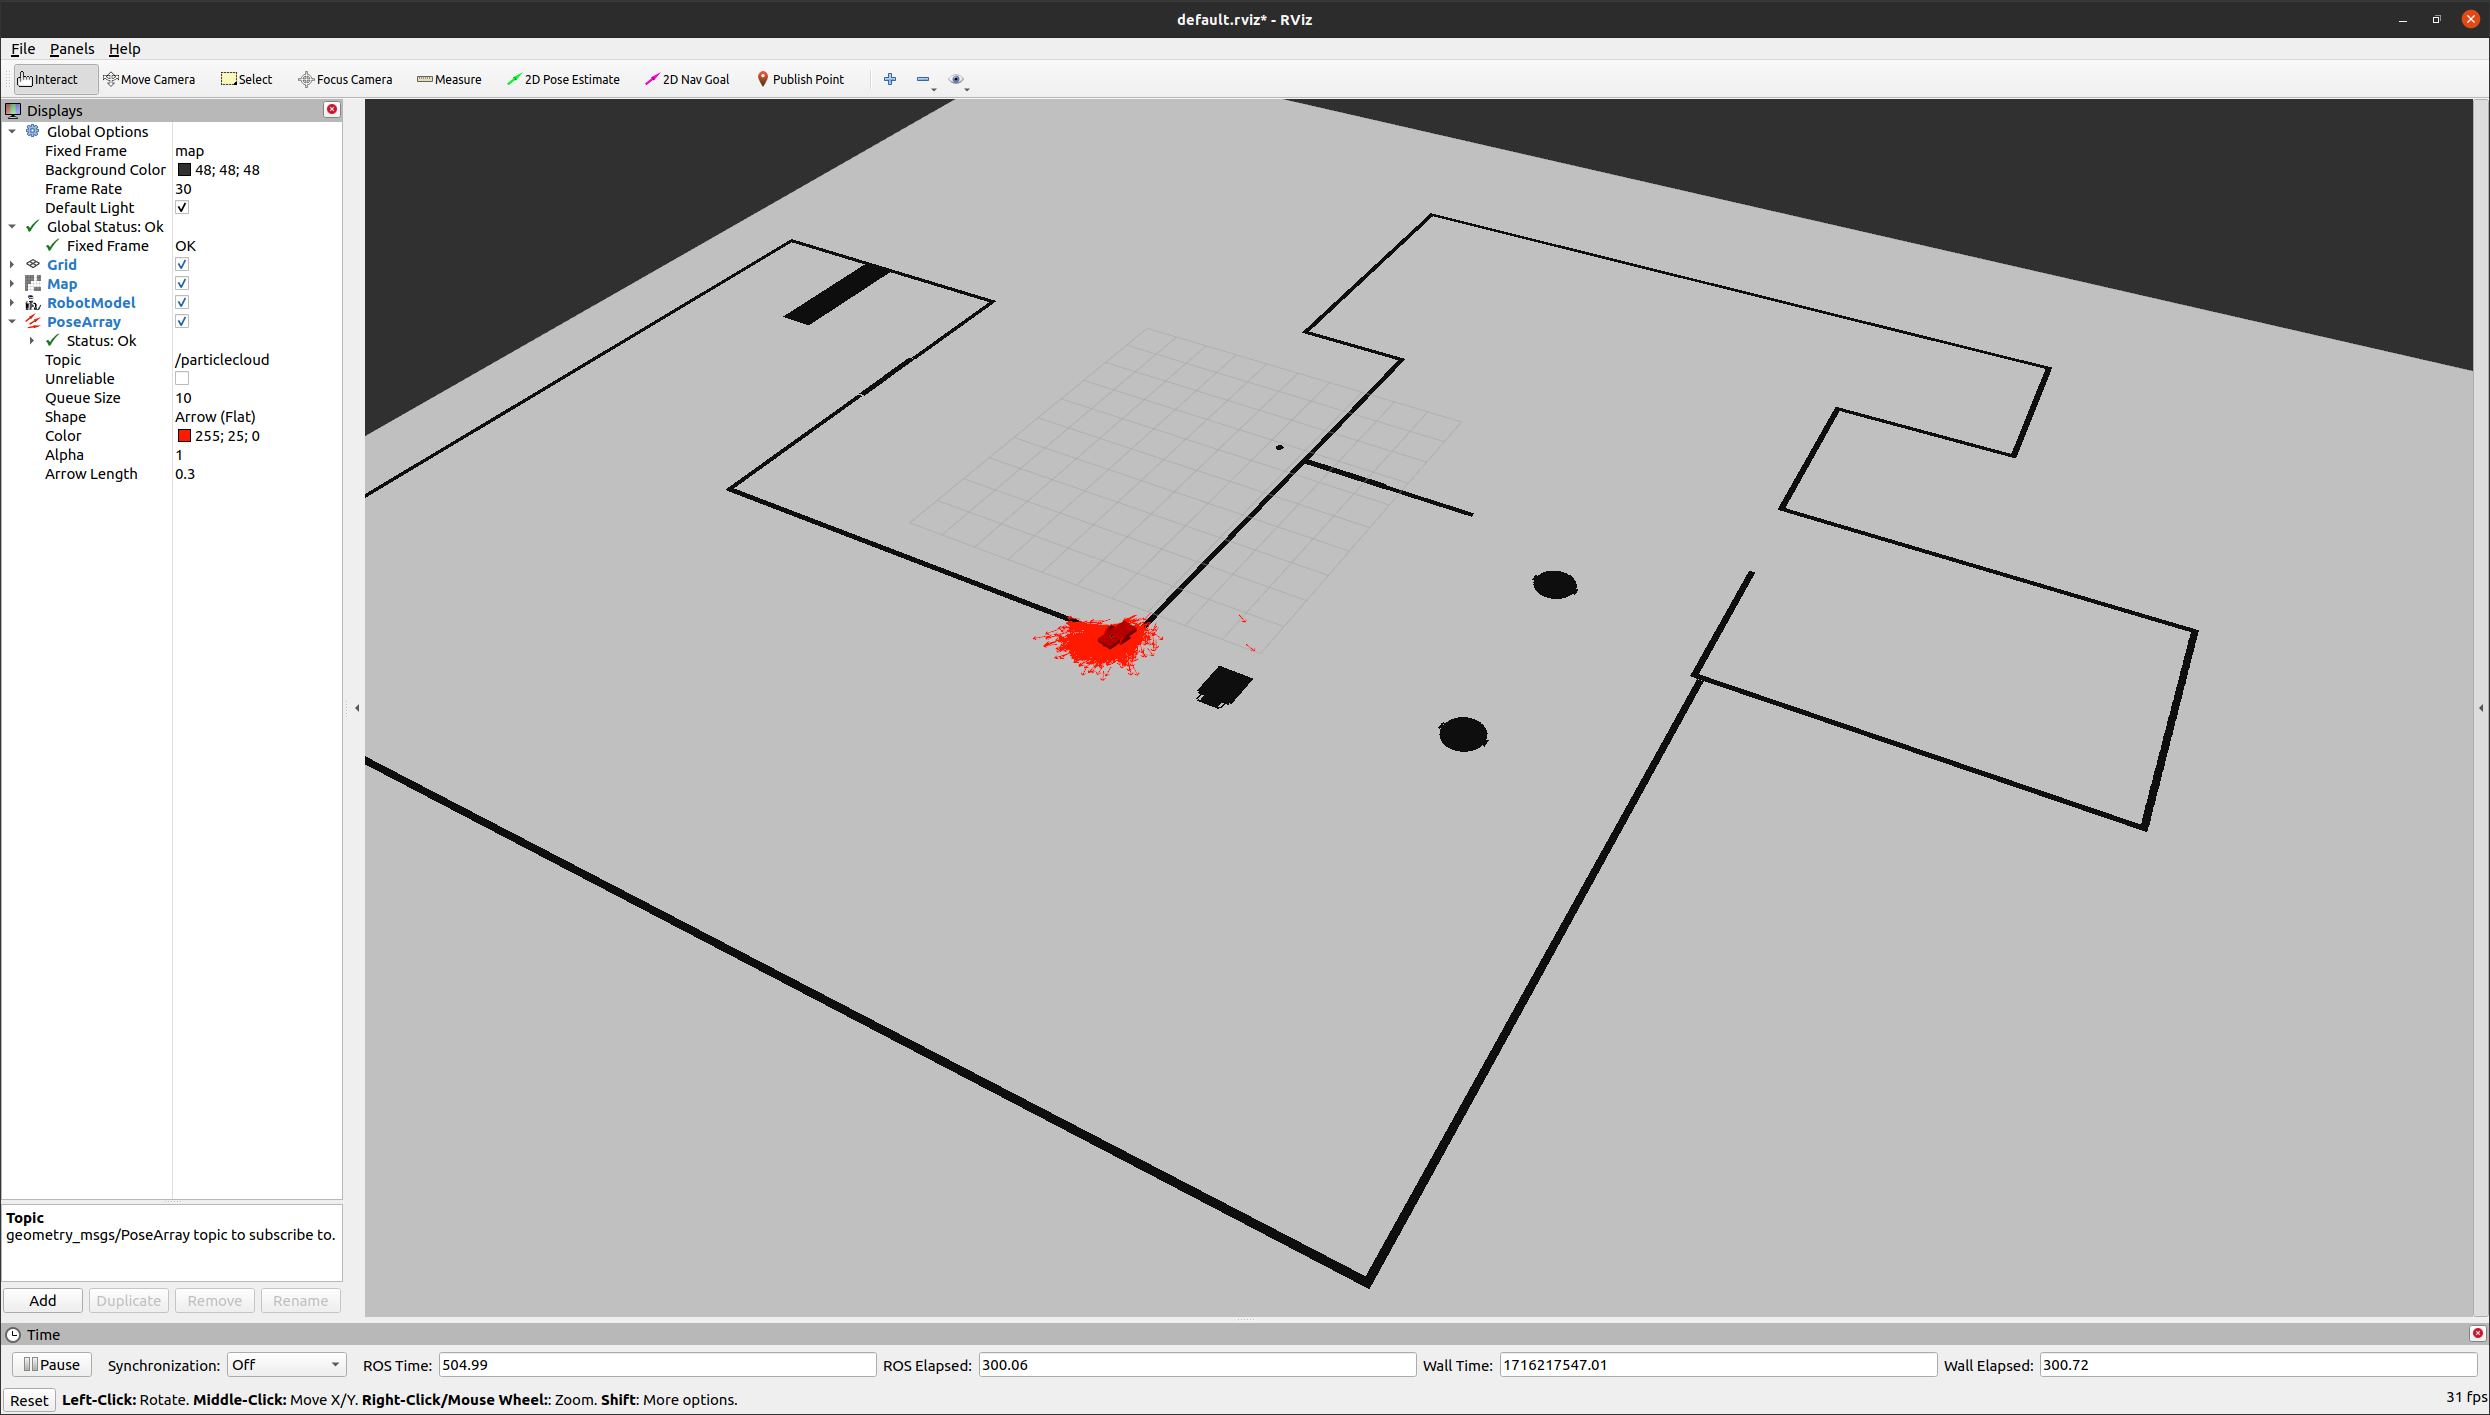 default.rviz* - RViz
File Panels Help
Interact Move Camera Select Focus Camera Measure 2D Pose Estimate 2D Nav Goal Publish Point
Displays
Global Options
Fixed Frame map
Background Color 48; 48; 48
Frame Rate 30
Default Light
Global Status: Ok
Fixed Frame OK
Grid
Map
RobotModel
PoseArray
Status: Ok
Topic /particlecloud
Unreliable
Queue Size 10
Shape Arrow (Flat)
Color 255; 25; 0
Alpha 1
Arrow Length 0.3
Topic
geometry_msgs/PoseArray topic to subscribe to.
Add Duplicate Remove Rename
Time
Pause Synchronization: Off ROS Time: 504.99 ROS Elapsed: 300.06 Wall Time: 1716217547.01 Wall Elapsed: 300.72
Reset Left-Click: Rotate. Middle-Click: Move X/Y. Right-Click/Mouse Wheel:: Zoom. Shift: More options. 31 fps